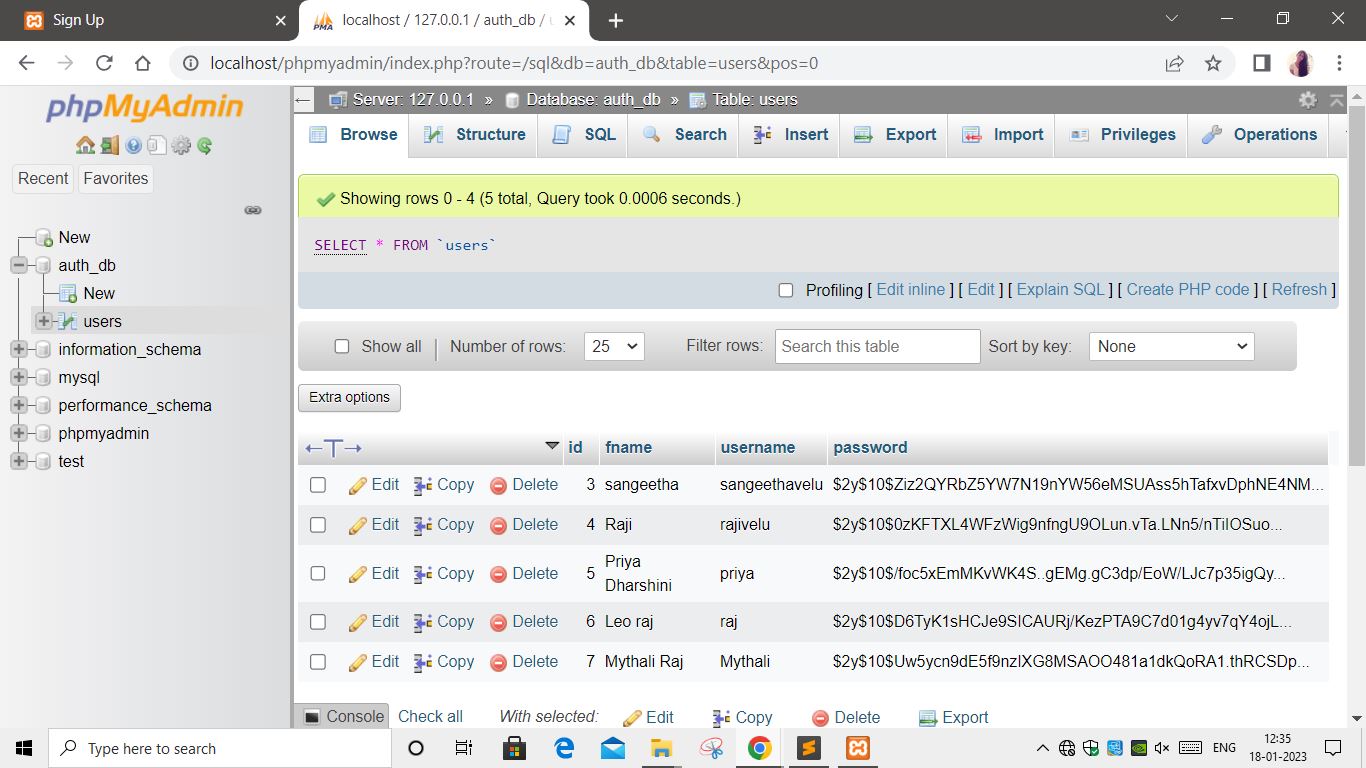 Sign Up
localhost / 127.0.0.1 / auth_db / u
localhost/phpmyadmin/index.php?route=/sql&db=auth_db&table=users&pos=0
phpMyAdmin
Recent Favorites
New
auth_db
New
users
information_schema
mysql
performance_schema
phpmyadmin
test
Server: 127.0.0.1 » Database: auth_db » Table: users
Browse Structure SQL Search Insert Export Import Privileges Operations
Showing rows 0 - 4 (5 total, Query took 0.0006 seconds.)
SELECT * FROM `users`
Profiling [ Edit inline ] [ Edit ] [ Explain SQL ] [ Create PHP code ] [ Refresh ]
Show all | Number of rows: 25 Filter rows: Search this table Sort by key: None
Extra options
←T→ id fname username password
Edit Copy Delete 3 sangeetha sangeethavelu $2y$10$Ziz2QYRbZ5YW7N19nYW56eMSUAss5hTafxvDphNE4NM...
Edit Copy Delete 4 Raji rajivelu $2y$10$0zKFTXL4WFzWig9nfngU9OLun.vTa.LNn5/nTiIOSuo...
Edit Copy Delete 5 Priya Dharshini priya $2y$10$/foc5xEmMKvWK4S..gEMg.gC3dp/EoW/LJc7p35igQy...
Edit Copy Delete 6 Leo raj raj $2y$10$D6TyK1sHCJe9SICAURj/KezPTA9C7d01g4yv7qY4ojL...
Edit Copy Delete 7 Mythali Raj Mythali $2y$10$Uw5ycn9dE5f9nzIXG8MSAOO481a1dkQoRA1.thRCSDp...
Console Check all With selected: Edit Copy Delete Export
Type here to search
ENG
12:35
18-01-2023